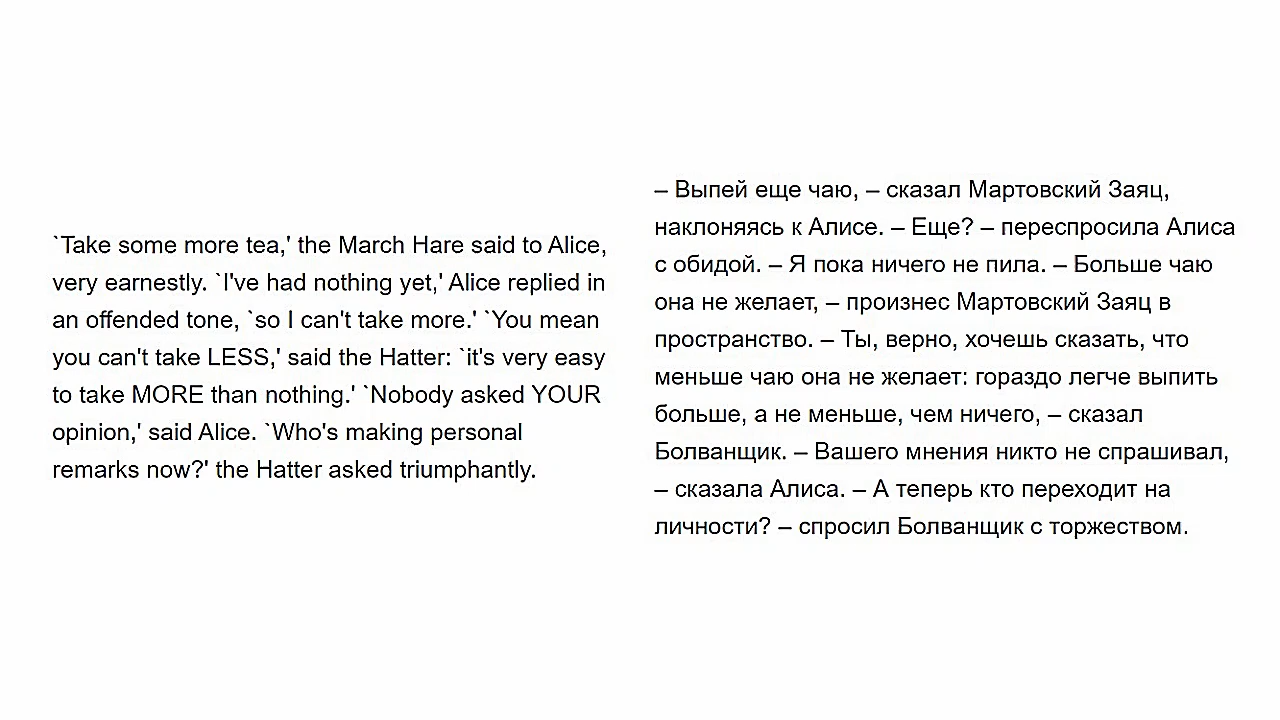 `Take some more tea,' the March Hare said to Alice,
very earnestly. `I've had nothing yet,' Alice replied in
an offended tone, `so I can't take more.' `You mean
you can't take LESS,' said the Hatter: `it's very easy
to take MORE than nothing.' `Nobody asked YOUR
opinion,' said Alice. `Who's making personal
remarks now?' the Hatter asked triumphantly.
– Выпей еще чаю, – сказал Мартовский Заяц,
наклоняясь к Алисе. – Еще? – переспросила Алиса
с обидой. – Я пока ничего не пила. – Больше чаю
она не желает, – произнес Мартовский Заяц в
пространство. – Ты, верно, хочешь сказать, что
меньше чаю она не желает: гораздо легче выпить
больше, а не меньше, чем ничего, – сказал
Болванщик. – Вашего мнения никто не спрашивал,
– сказала Алиса. – А теперь кто переходит на
личности? – спросил Болванщик с торжеством.